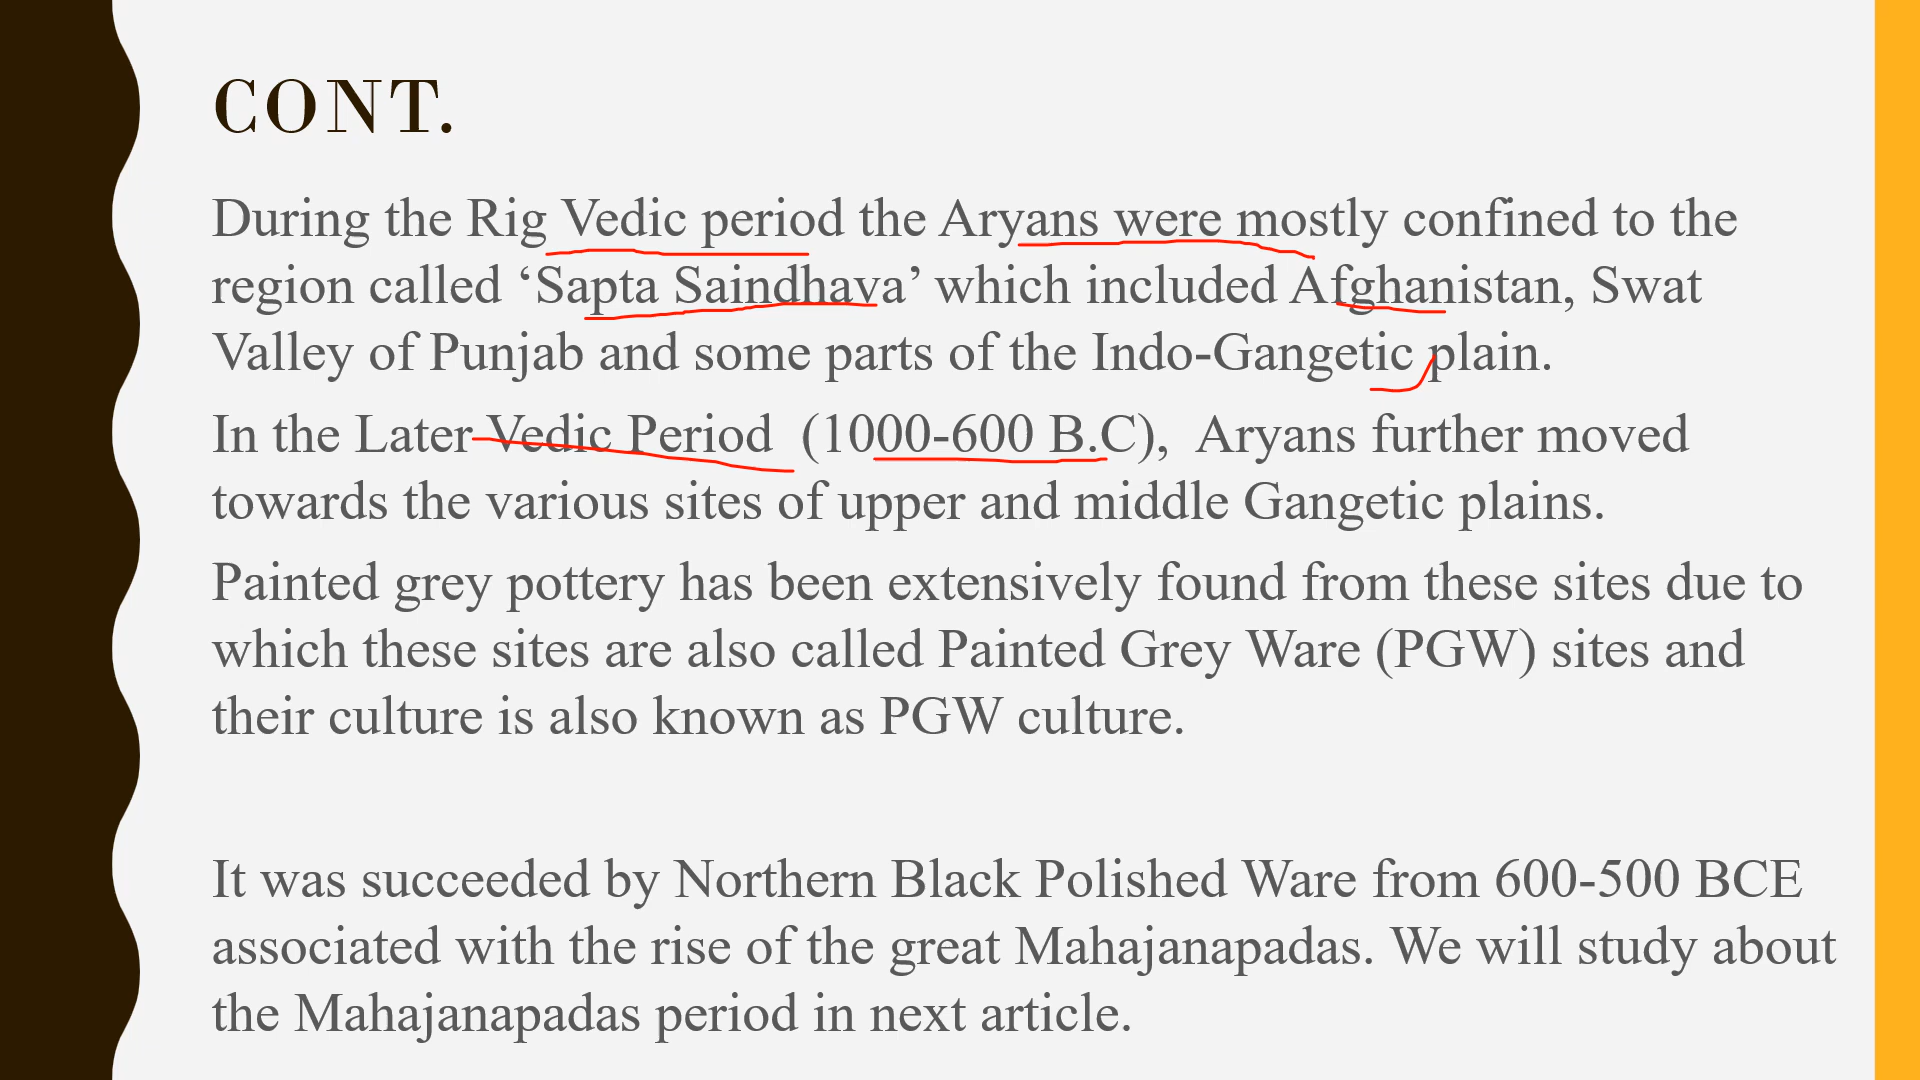 CONT.
During the Rig Vedic period the Aryans were mostly confined to the
region called ‘Sapta Saindhava’ which included Afghanistan, Swat
Valley of Punjab and some parts of the Indo-Gangetic plain.
In the Later Vedic Period  (1000-600 B.C),  Aryans further moved
towards the various sites of upper and middle Gangetic plains.
Painted grey pottery has been extensively found from these sites due to
which these sites are also called Painted Grey Ware (PGW) sites and
their culture is also known as PGW culture.
It was succeeded by Northern Black Polished Ware from 600-500 BCE
associated with the rise of the great Mahajanapadas. We will study about
the Mahajanapadas period in next article.